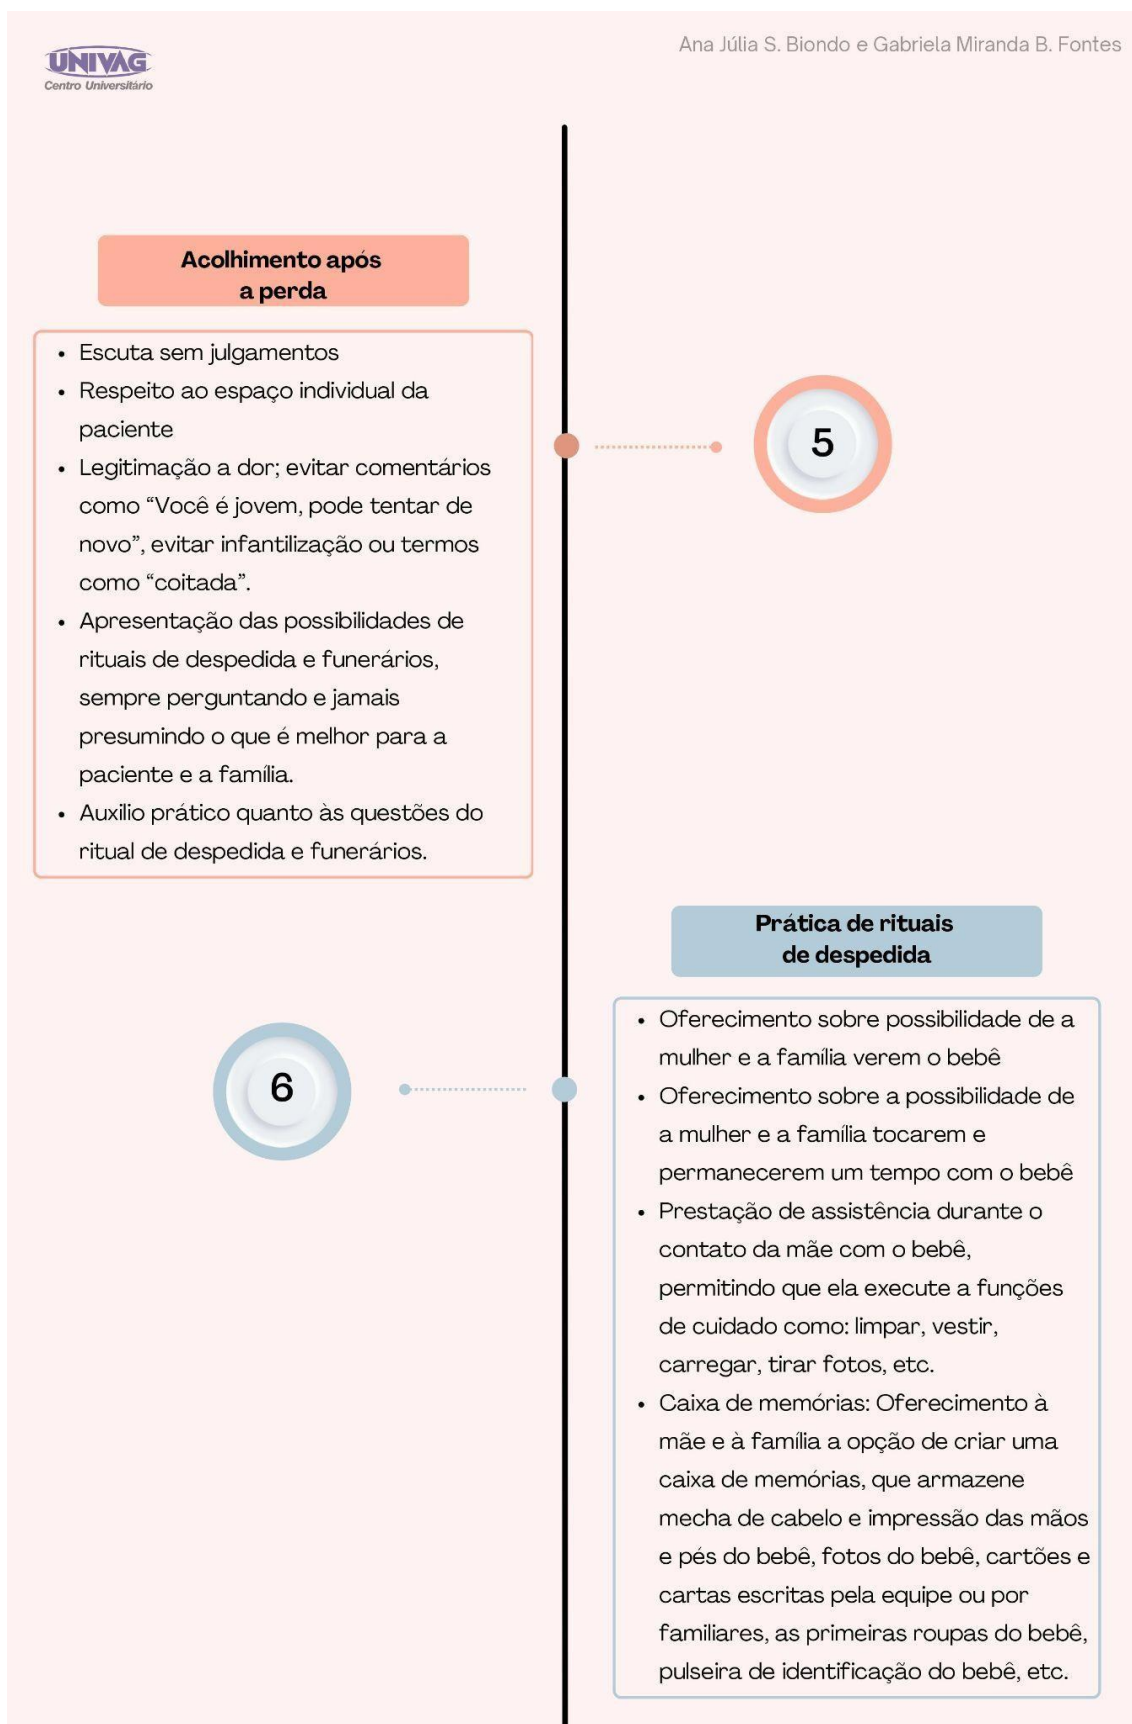 UNIVAG
Centro Universitário
Ana Júlia S. Biondo e Gabriela Miranda B. Fontes
Acolhimento após
a perda
• Escuta sem julgamentos
• Respeito ao espaço individual da
paciente
• Legitimação a dor; evitar comentários
como “Você é jovem, pode tentar de
novo”, evitar infantilização ou termos
como “coitada”.
• Apresentação das possibilidades de
rituais de despedida e funerários,
sempre perguntando e jamais
presumindo o que é melhor para a
paciente e a família.
• Auxilio prático quanto às questões do
ritual de despedida e funerários.
5
Prática de rituais
de despedida
6
• Oferecimento sobre possibilidade de a
mulher e a família verem o bebê
• Oferecimento sobre a possibilidade de
a mulher e a família tocarem e
permanecerem um tempo com o bebê
• Prestação de assistência durante o
contato da mãe com o bebê,
permitindo que ela execute a funções
de cuidado como: limpar, vestir,
carregar, tirar fotos, etc.
• Caixa de memórias: Oferecimento à
mãe e à família a opção de criar uma
caixa de memórias, que armazene
mecha de cabelo e impressão das mãos
e pés do bebê, fotos do bebê, cartões e
cartas escritas pela equipe ou por
familiares, as primeiras roupas do bebê,
pulseira de identificação do bebê, etc.